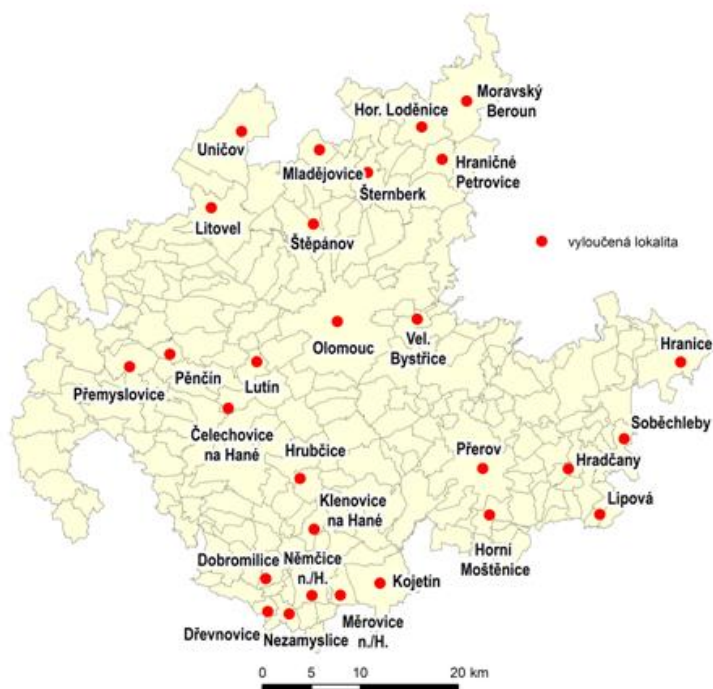 Moravský
Beroun
Hor. Loděnice
Uničov
Mladějovice
Hraničné
Petrovice
Šternberk
Litovel
Štěpánov
vyloučená lokalita
Olomouc
Vel.
Bystřice
Hranice
Pěnčín
Lutín
Přemyslovice
Čelechovice
na Hané
Soběchleby
Hrubčice
Přerov
Hradčany
Klenovice
na Hané
Lipová
Horní
Moštěnice
Dobromilice
Němčice
n./H.
Kojetín
Dřevnovice
Nezamyslice
Měrovice
n./H.
0 5 10 20 km